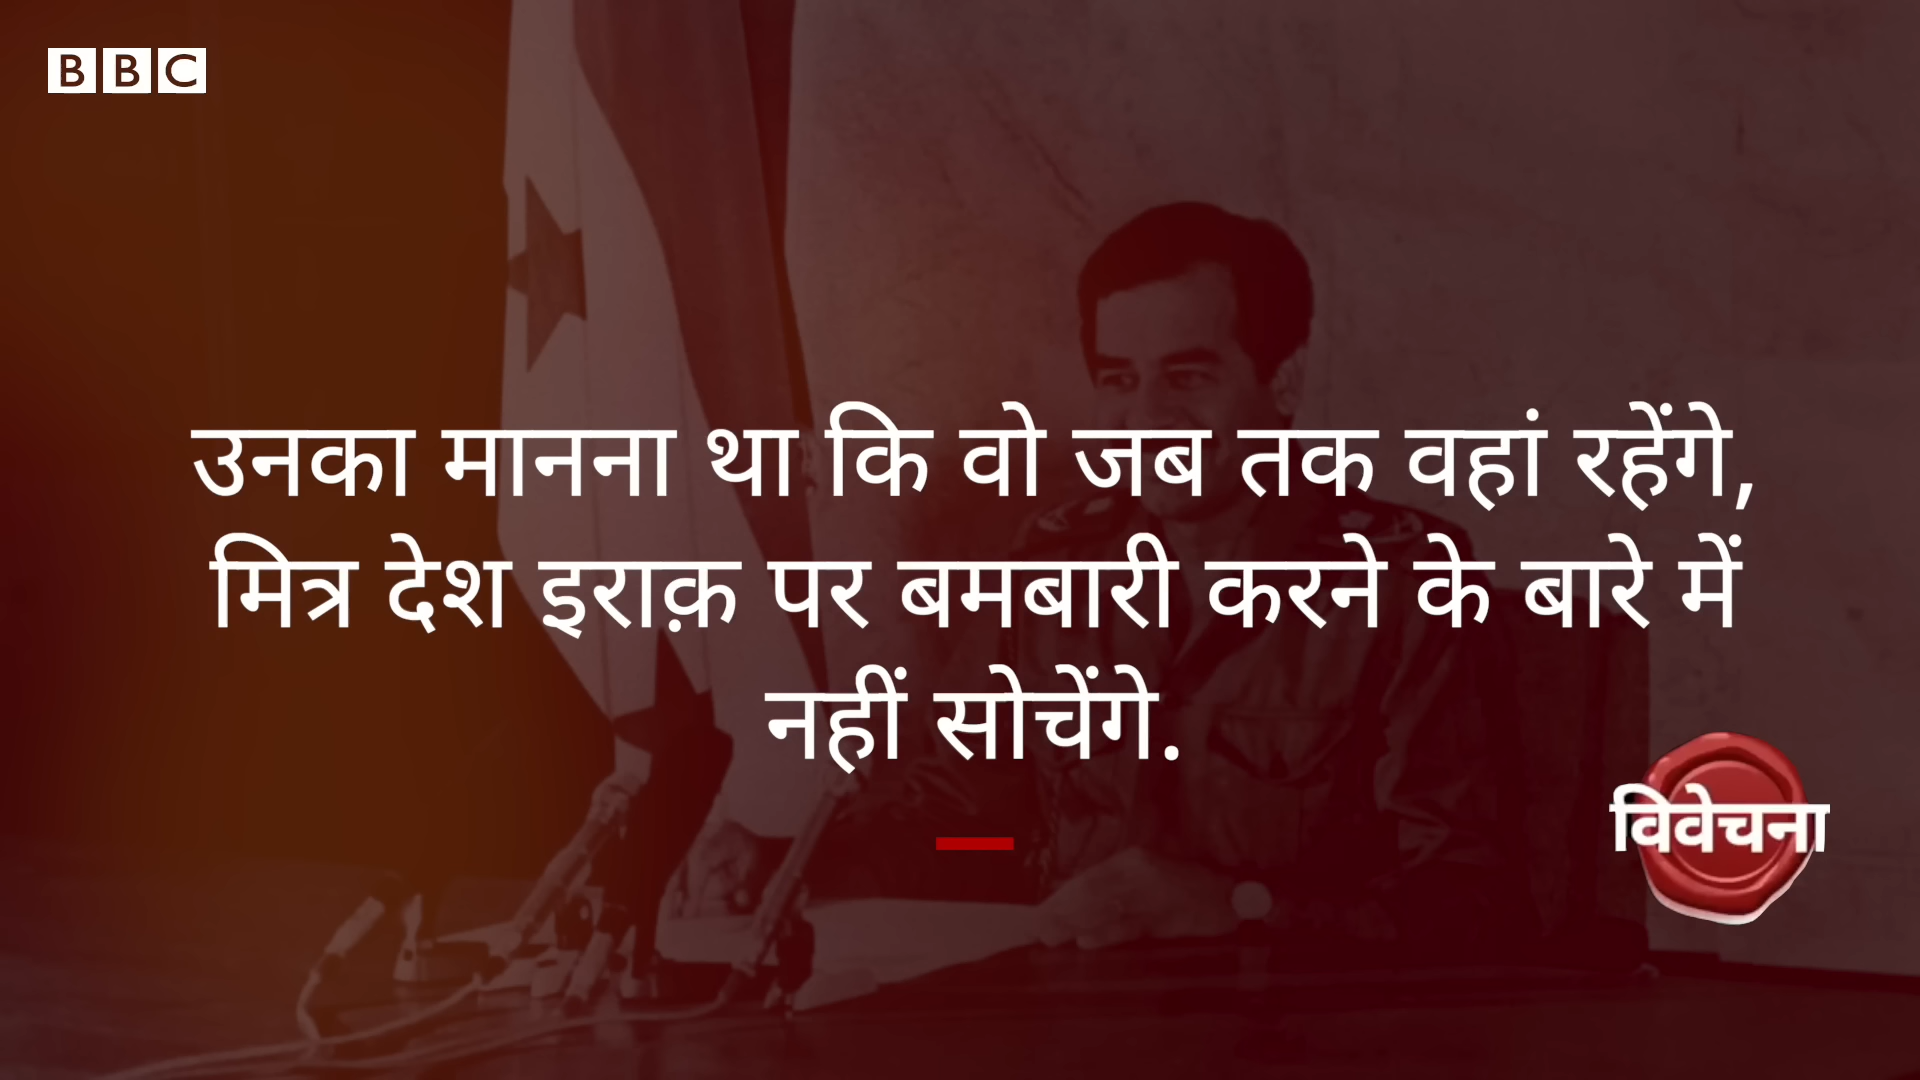 BBC
उनका मानना था कि वो जब तक वहां रहेंगे,
मित्र देश इराक़ पर बमबारी करने के बारे में
नहीं सोचेंगे.
विवेचना